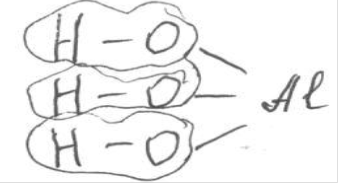 H – O
H – O Al
H – O